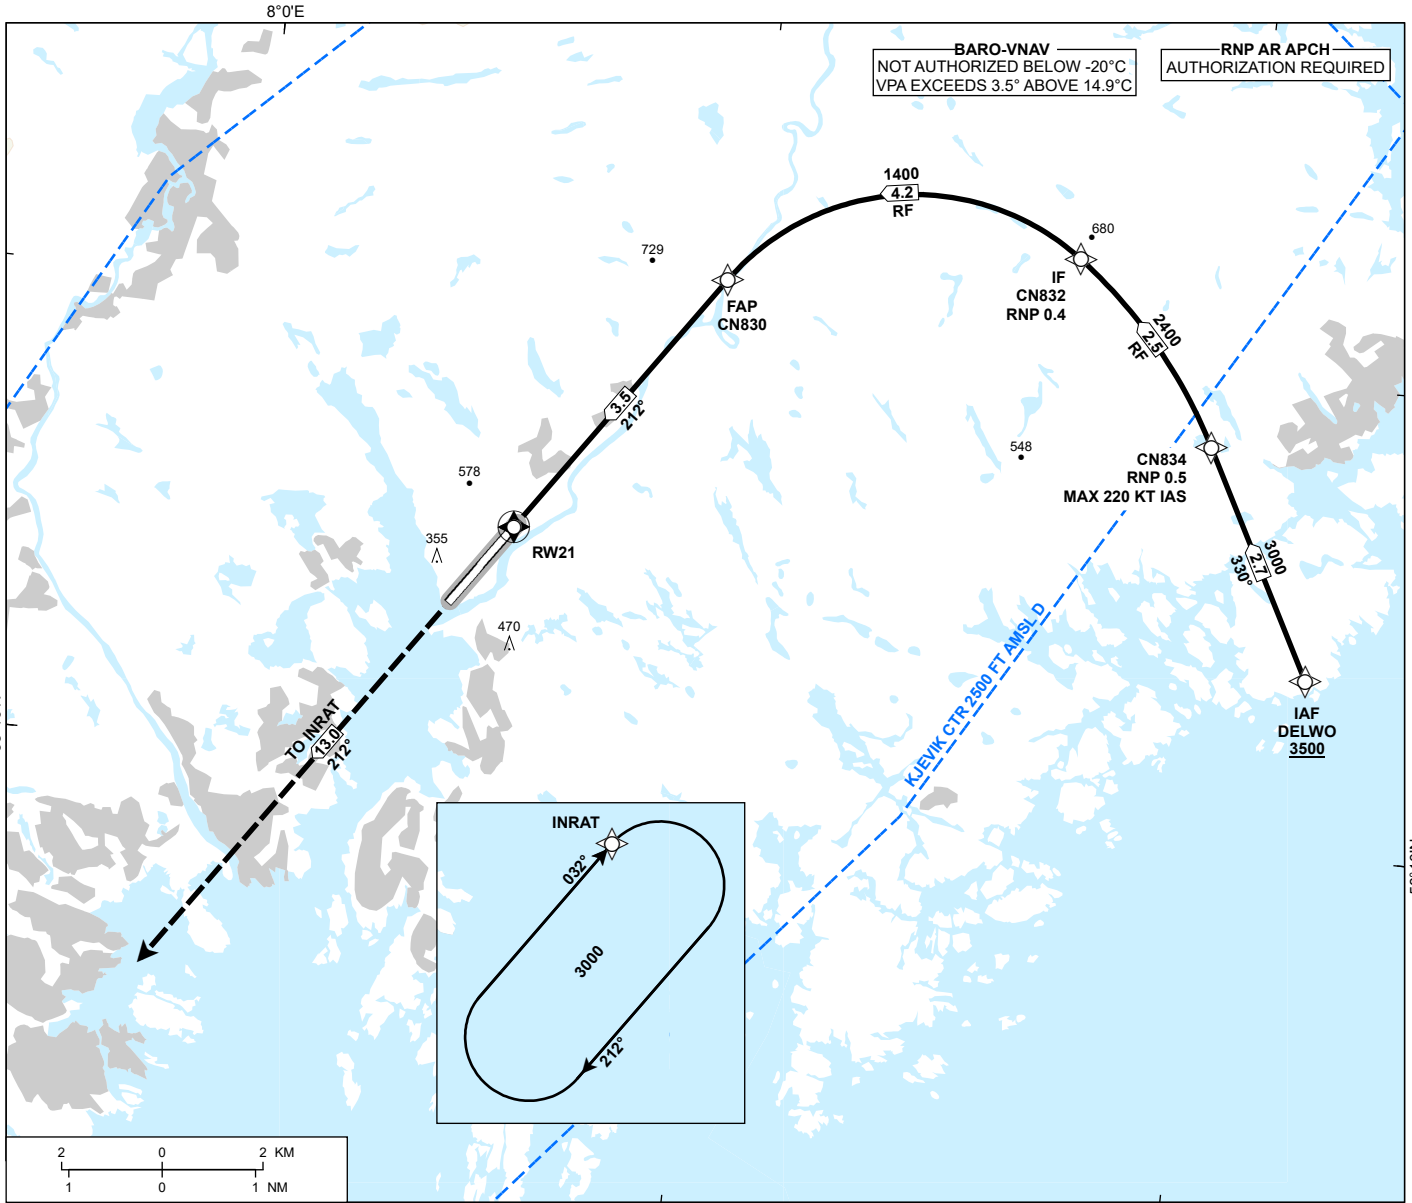 8°0'E
BARO-VNAV
NOT AUTHORIZED BELOW -20°C
VPA EXCEEDS 3.5° ABOVE 14.9°C
RNP AR APCH
AUTHORIZATION REQUIRED
1400
4.2
RF
680
729
IF
CN832
RNP 0.4
FAP
CN830
2400
2.5
RF
3.5
212°
548
CN834
RNP 0.5
MAX 220 KT IAS
578
355
RW21
3000
2.7
330°
470
KJEVIK CTR 2500 FT AMSL D
IAF
DELWO
3500
TO INRAT
13.0
212°
INRAT
032°
3000
212°
2 0 2 KM
1 0 1 NM